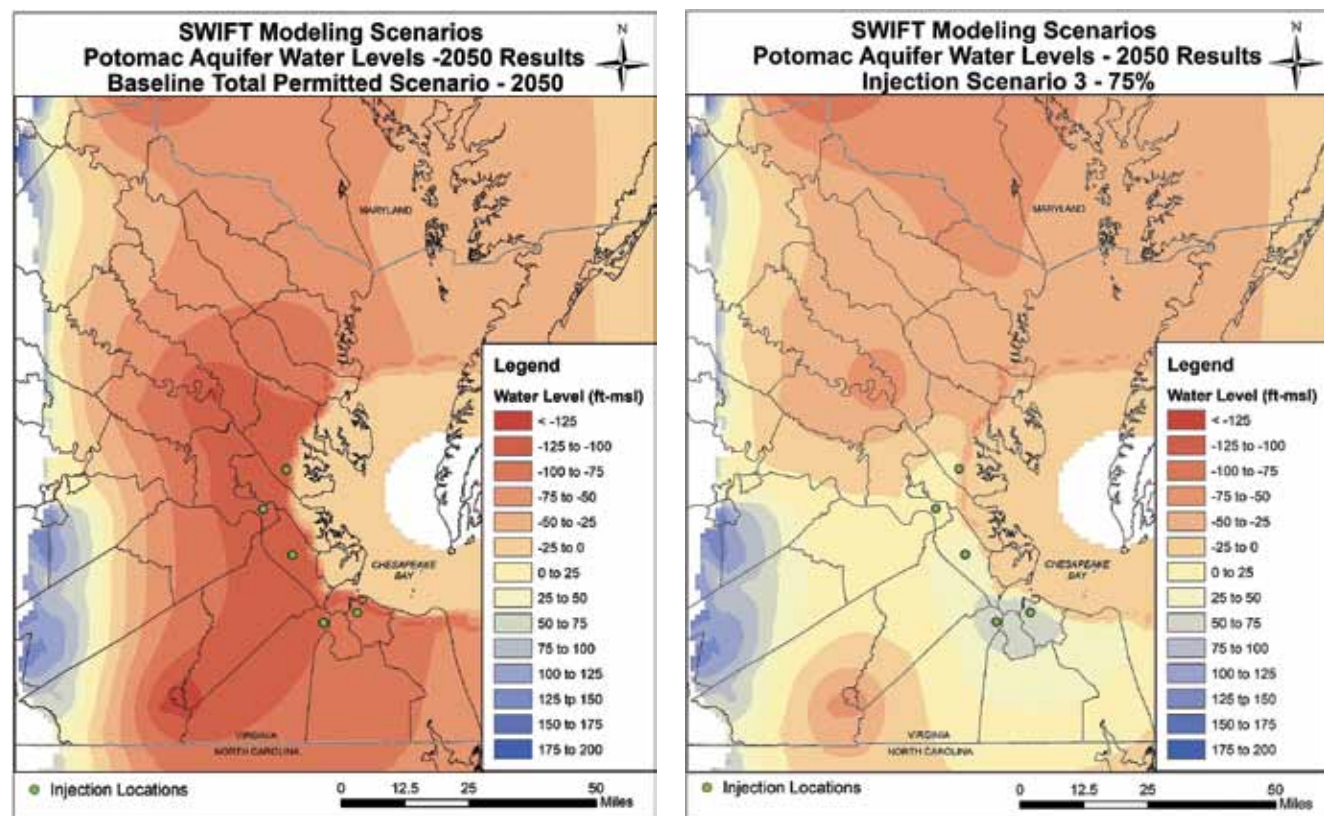 SWIFT Modeling Scenarios
Potomac Aquifer Water Levels -2050 Results
Baseline Total Permitted Scenario - 2050
N
MARYLAND
CHESAPEAKE
BAY
VIRGINIA
NORTH CAROLINA
Legend
Water Level (ft-msl)
< -125
-125 to -100
-100 to -75
-75 to -50
-50 to -25
-25 to 0
0 to 25
25 to 50
50 to 75
75 to 100
100 to 125
125 tp 150
150 to 175
175 to 200
Injection Locations
0 12.5 25 50
Miles
SWIFT Modeling Scenarios
Potomac Aquifer Water Levels - 2050 Results
Injection Scenario 3 - 75%
N
MARYLAND
CHESAPEAKE
BAY
VIRGINIA
NORTH CAROLINA
Legend
Water Level (ft-msl)
< -125
-125 to -100
-100 to -75
-75 to -50
-50 to -25
-25 to 0
0 to 25
25 to 50
50 to 75
75 to 100
100 to 125
125 tp 150
150 to 175
175 to 200
Injection Locations
0 12.5 25 50
Miles